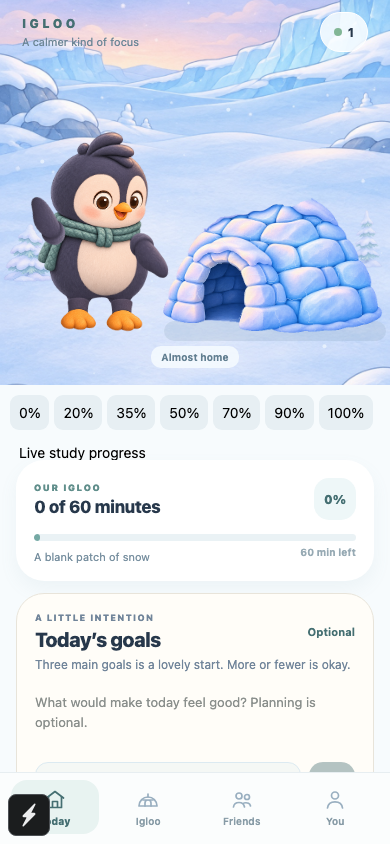 IGLOO
A calmer kind of focus
1
Almost home
0%
20%
35%
50%
70%
90%
100%
Live study progress
OUR IGLOO
0 of 60 minutes
0%
A blank patch of snow
60 min left
A LITTLE INTENTION
Today's goals
Optional
Three main goals is a lovely start. More or fewer is okay.
What would make today feel good? Planning is
optional.
Igloo
Friends
You